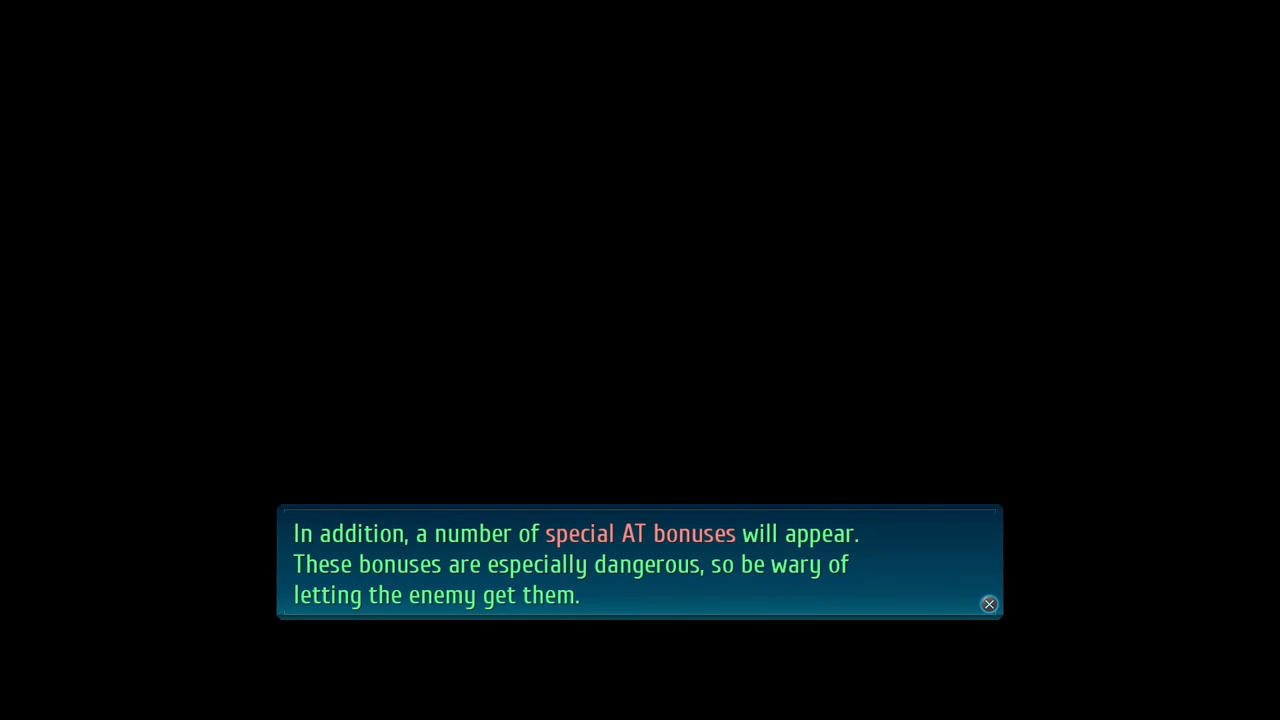 In addition, a number of special AT bonuses will appear.
These bonuses are especially dangerous, so be wary of
letting the enemy get them.